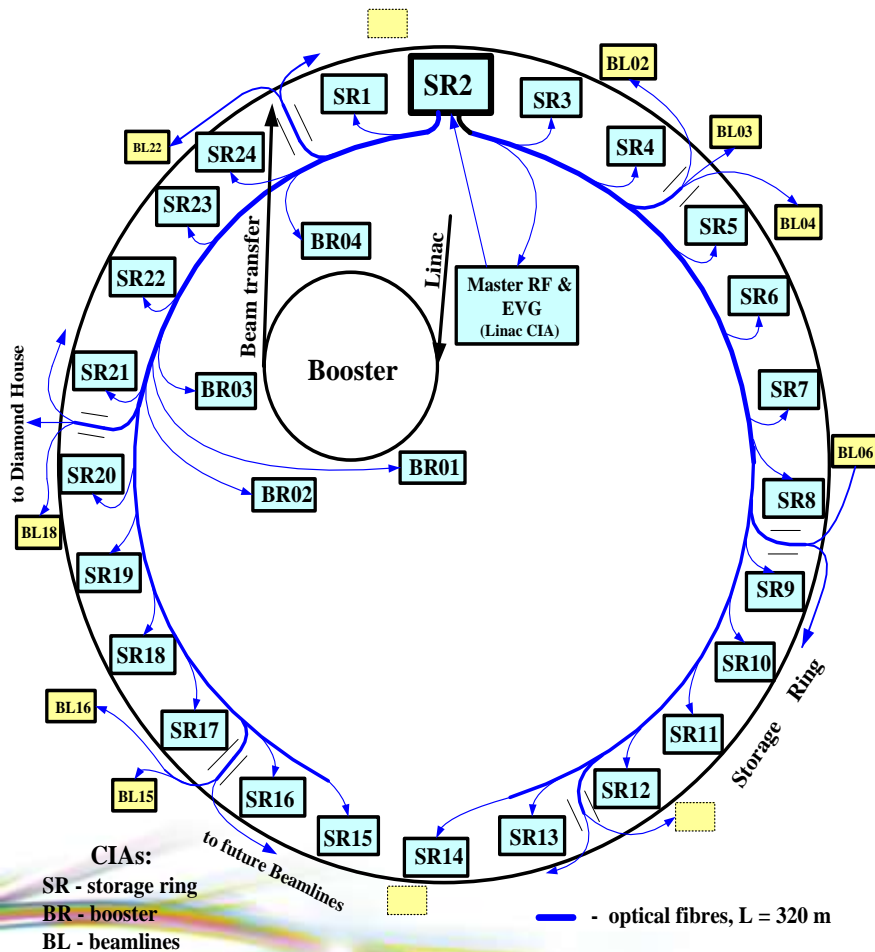 SR2
SR1
SR3
BL02
BL03
BL22
SR24
SR4
BL04
SR23
BR04
SR5
SR22
Beam transfer
Linac
Master RF &
EVG
(Linac CIA)
SR6
SR21
Booster
SR7
BR03
to Diamond House
SR20
BR01
BL06
BR02
SR8
BL18
SR19
SR9
SR18
SR10
BL16
SR17
SR11
Storage Ring
BL15
SR16
SR12
SR15
SR13
SR14
to future Beamlines
CIAs:
SR - storage ring
BR - booster
BL - beamlines
- optical fibres, L = 320 m